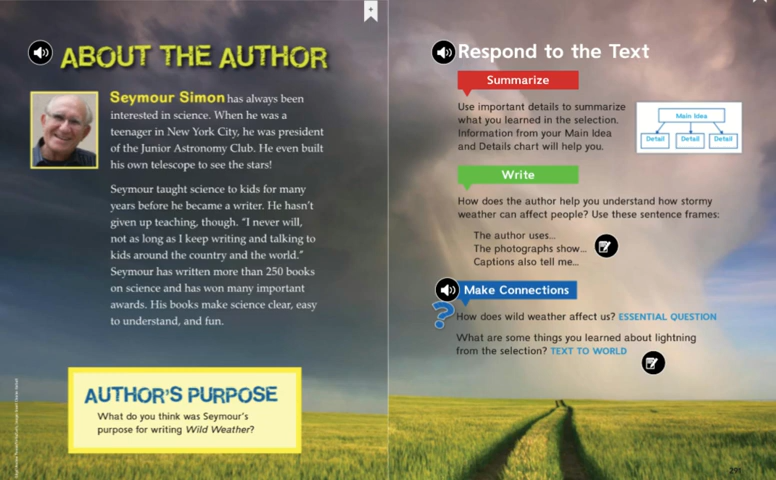 ABOUT THE AUTHOR
Seymour Simon has always been
interested in science. When he was a
teenager in New York City, he was president
of the Junior Astronomy Club. He even built
his own telescope to see the stars!
Seymour taught science to kids for many
years before he became a writer. He hasn't
given up teaching, though. "I never will,
not as long as I keep writing and talking to
kids around the country and the world."
Seymour has written more than 250 books
on science and has won many important
awards. His books make science clear, easy
to understand, and fun.
AUTHOR'S PURPOSE
What do you think was Seymour's
purpose for writing Wild Weather?
Respond to the Text
Summarize
Use important details to summarize
what you learned in the selection.
Information from your Main Idea
and Details chart will help you.
Main Idea
Detail Detail Detail
Write
How does the author help you understand how stormy
weather can affect people? Use these sentence frames:
The author uses...
The photographs show...
Captions also tell me...
Make Connections
?
How does wild weather affect us? ESSENTIAL QUESTION
What are some things you learned about lightning
from the selection? TEXT TO WORLD